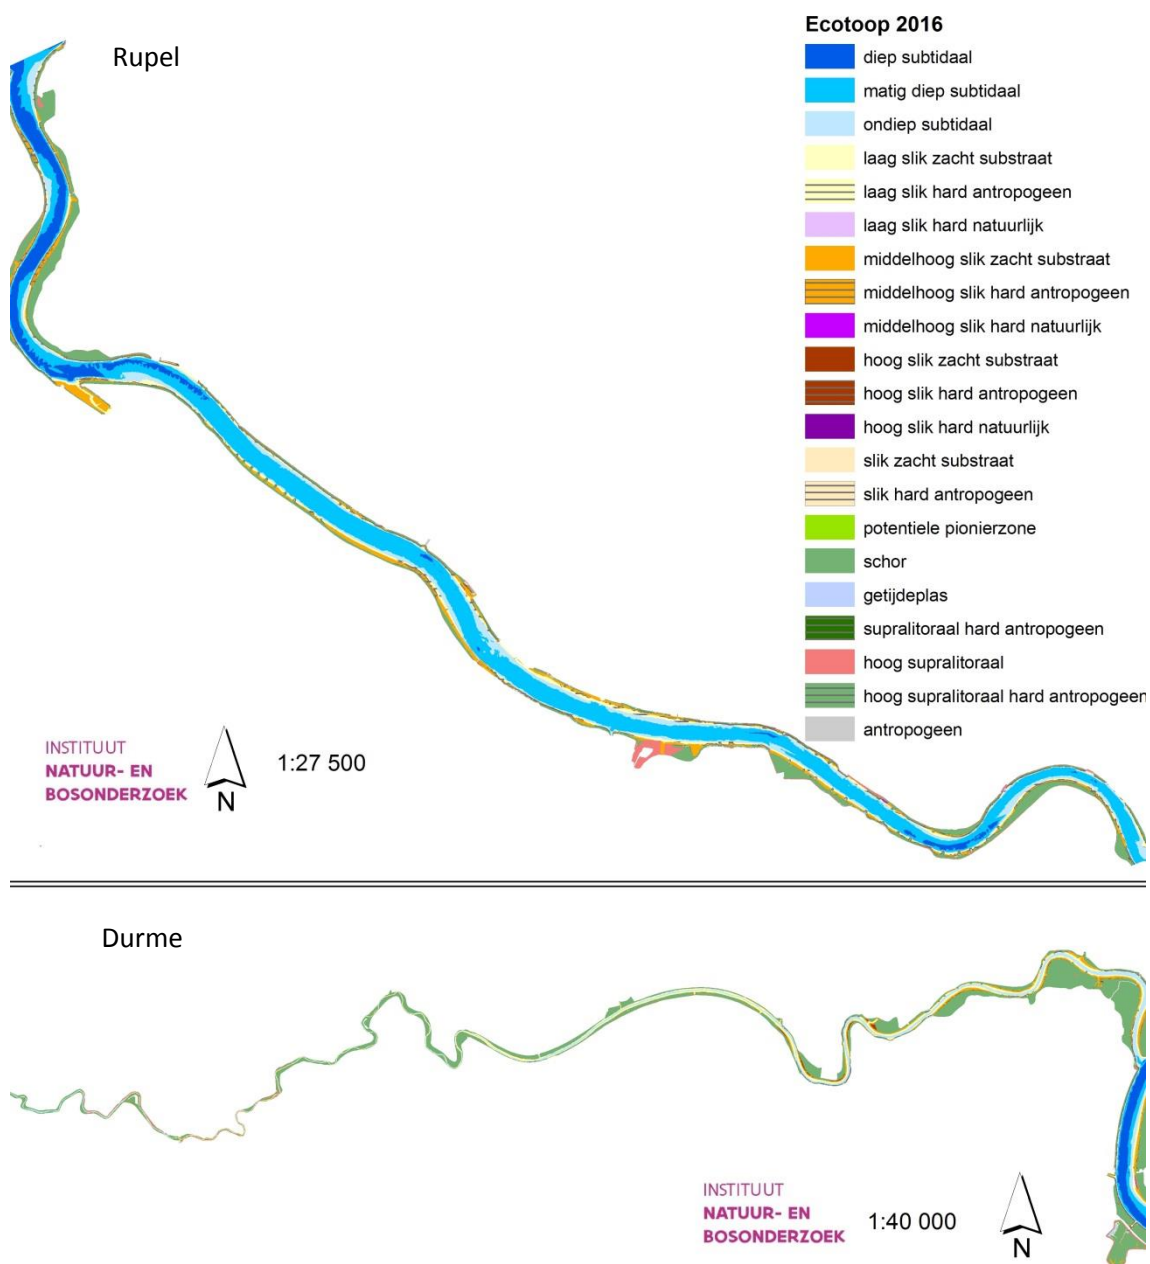 Rupel
Ecotoop 2016
diep subtidaal
matig diep subtidaal
ondiep subtidaal
laag slik zacht substraat
laag slik hard antropogeen
laag slik hard natuurlijk
middelhoog slik zacht substraat
middelhoog slik hard antropogeen
middelhoog slik hard natuurlijk
hoog slik zacht substraat
hoog slik hard antropogeen
hoog slik hard natuurlijk
slik zacht substraat
slik hard antropogeen
potentiele pionierzone
schor
getijdeplas
supralitoraal hard antropogeen
hoog supralitoraal
hoog supralitoraal hard antropogeen
antropogeen
INSTITUUT
NATUUR- EN
BOSONDERZOEK
N
1:27 500
Durme
INSTITUUT
NATUUR- EN
BOSONDERZOEK
1:40 000
N